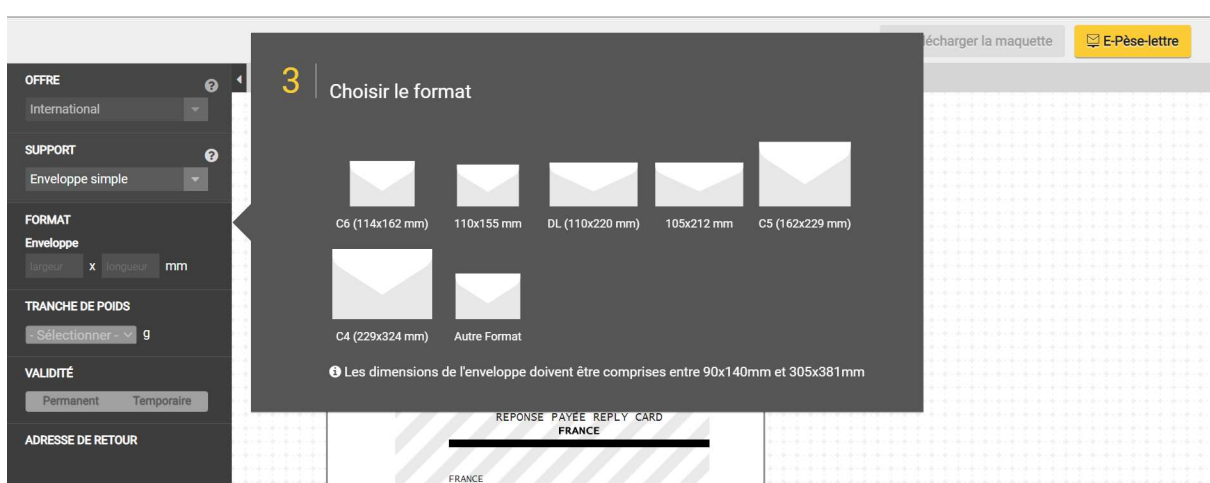 écharger la maquette
E-Pèse-lettre
OFFRE
International
SUPPORT
Enveloppe simple
FORMAT
Enveloppe
largeur x longueur mm
TRANCHE DE POIDS
- Sélectionner - g
VALIDITÉ
Permanent Temporaire
ADRESSE DE RETOUR
3 Choisir le format
C6 (114x162 mm) 110x155 mm DL (110x220 mm) 105x212 mm C5 (162x229 mm)
C4 (229x324 mm) Autre Format
Les dimensions de l'enveloppe doivent être comprises entre 90x140mm et 305x381mm
REPONSE PAYÉE REPLY CARD
FRANCE
FRANCE